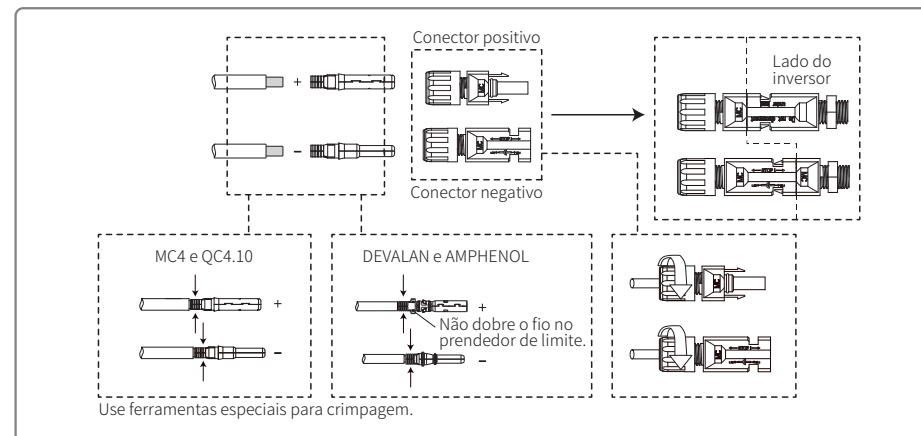 Conector positivo
Lado do
inversor
+
−
Conector negativo
MC4 e QC4.10
DEVALAN e AMPHENOL
+
+
Não dobre o fio no
prendedor de limite.
−
−
Use ferramentas especiais para crimpagem.